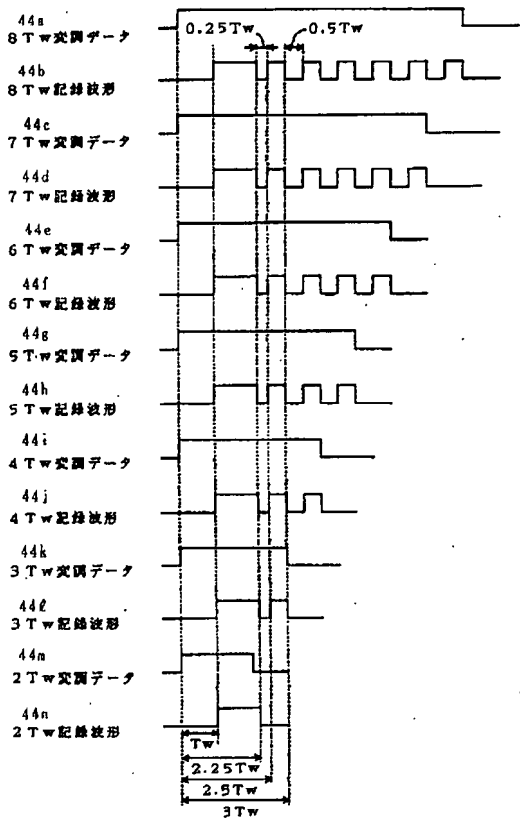 44a
8Tw変調データ
0.25Tw 0.5Tw
44b
8Tw記録波形
44c
7Tw変調データ
44d
7Tw記録波形
44e
6Tw変調データ
44f
6Tw記録波形
44g
5Tw変調データ
44h
5Tw記録波形
44i
4Tw変調データ
44j
4Tw記録波形
44k
3Tw変調データ
44ℓ
3Tw記録波形
44m
2Tw変調データ
44n
2Tw記録波形
Tw
2.25Tw
2.5Tw
3Tw